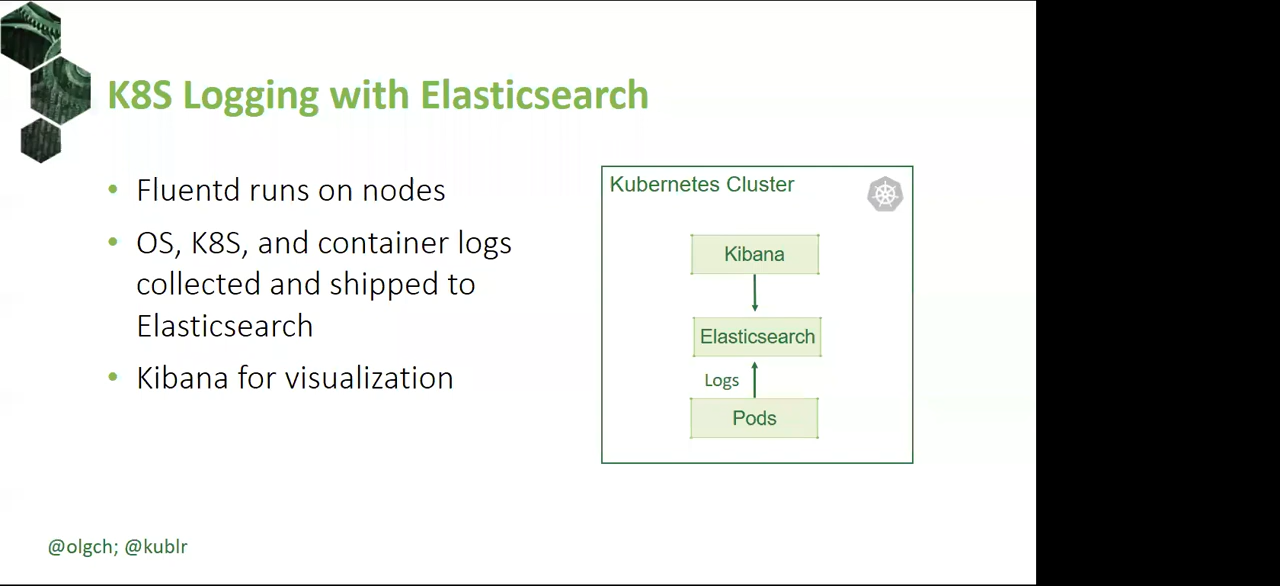 K8S Logging with Elasticsearch
• Fluentd runs on nodes
• OS, K8S, and container logs
collected and shipped to
Elasticsearch
• Kibana for visualization
Kubernetes Cluster
Kibana
Elasticsearch
Logs
Pods
@olgch; @kublr